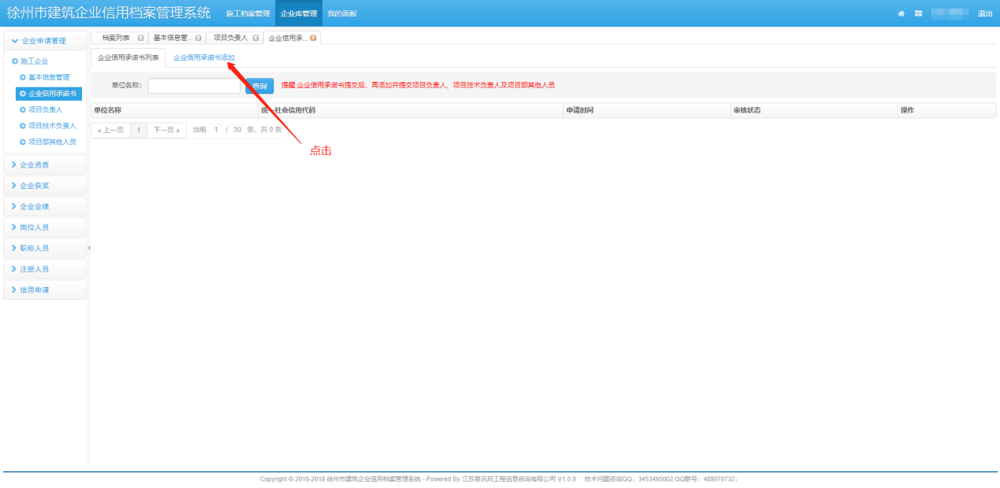 徐州市建筑企业信用档案管理系统 施工档案管理 企业库管理 我的面板 退出
企业申请管理
施工企业
基本信息管理
企业信用承诺书
项目负责人
项目技术负责人
项目部其他人员
企业资质
企业获奖
企业业绩
岗位人员
职称人员
注册人员
信用申请
档案列表 基本信息管... 项目负责人 企业信用承...
企业信用承诺书列表 企业信用承诺书添加
单位名称: 查询 提醒:企业信用承诺书提交后，再添加并提交项目负责人、项目技术负责人及项目部其他人员
单位名称 统一社会信用代码 申请时间 审核状态 操作
« 上一页 1 下一页 » 当前 1 / 30 条，共 0 条
点击
Copyright © 2016-2018 徐州市建筑企业信用档案管理系统 - Powered By 江苏易讯邦工程信息咨询有限公司 V1.0.0 技术问题咨询QQ：3453495002,QQ群号：489070732;